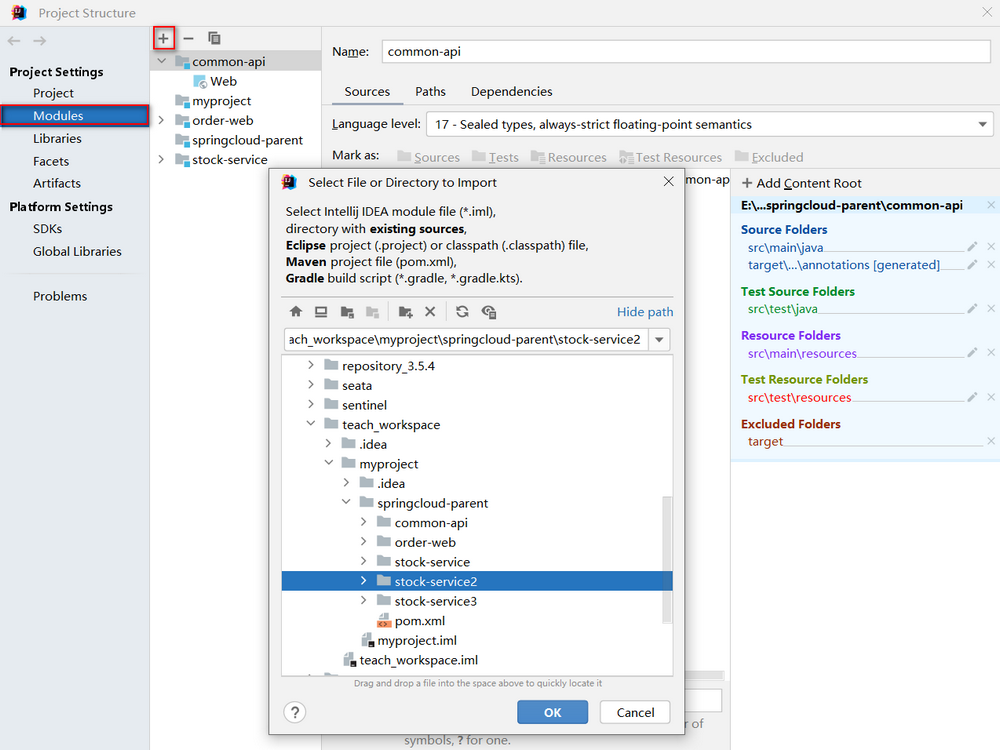 Project Structure
Project Settings
Project
Modules
Libraries
Facets
Artifacts
Platform Settings
SDKs
Global Libraries
Problems
common-api
Web
myproject
order-web
springcloud-parent
stock-service
Name: common-api
Sources Paths Dependencies
Language level: 17 - Sealed types, always-strict floating-point semantics
Mark as: Sources Tests Resources Test Resources Excluded
+ Add Content Root
E:\...springcloud-parent\common-api
Source Folders
src\main\java
target\...\annotations [generated]
Test Source Folders
src\test\java
Resource Folders
src\main\resources
Test Resource Folders
src\test\resources
Excluded Folders
target
Select File or Directory to Import
Select Intellij IDEA module file (*.iml),
directory with existing sources,
Eclipse project (.project) or classpath (.classpath) file,
Maven project file (pom.xml),
Gradle build script (*.gradle, *.gradle.kts).
Hide path
ach_workspace\myproject\springcloud-parent\stock-service2
repository_3.5.4
seata
sentinel
teach_workspace
.idea
myproject
.idea
springcloud-parent
common-api
order-web
stock-service
stock-service2
stock-service3
pom.xml
myproject.iml
teach_workspace.iml
Drag and drop a file into the space above to quickly locate it
? OK Cancel
r of
symbols, ? for one.